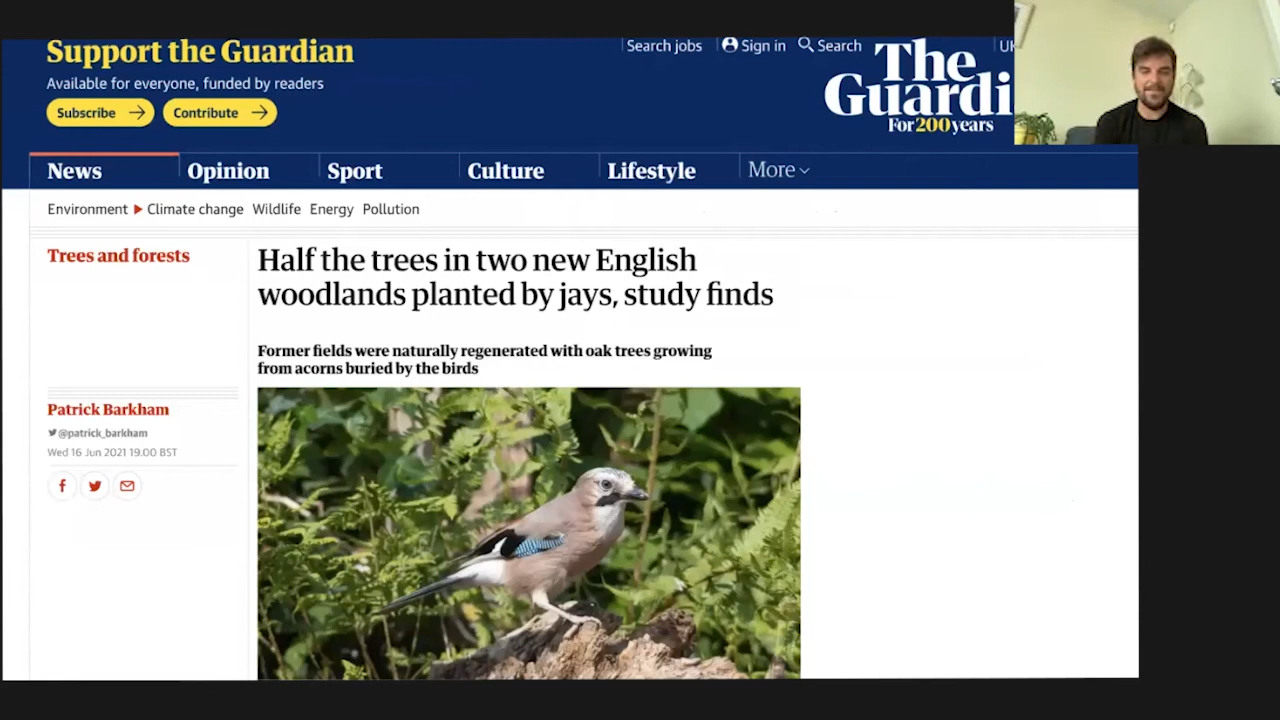 Support the Guardian
Available for everyone, funded by readers
Subscribe
Contribute
Search jobs
Sign in
Search
The
Guardi
For 200 years
News
Opinion
Sport
Culture
Lifestyle
More
Environment
Climate change
Wildlife
Energy
Pollution
Trees and forests
Half the trees in two new English
woodlands planted by jays, study finds
Former fields were naturally regenerated with oak trees growing
from acorns buried by the birds
Patrick Barkham
@patrick_barkham
Wed 16 Jun 2021 19.00 BST